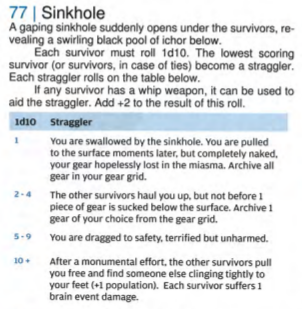 77 | Sinkhole
A gaping sinkhole suddenly opens under the survivors, re-
vealing a swirling black pool of ichor below.
Each survivor must roll 1d10. The lowest scoring
survivor (or survivors, in case of ties) become a straggler.
Each straggler rolls on the table below.
If any survivor has a whip weapon, it can be used to
aid the straggler. Add +2 to the result of this roll.
1d10 Straggler
1 You are swallowed by the sinkhole. You are pulled
to the surface moments later, but completely naked,
your gear hopelessly lost in the miasma. Archive all
gear in your gear grid.
2 - 4 The other survivors haul you up, but not before 1
piece of gear is sucked below the surface. Archive 1
gear of your choice from the gear grid.
5 - 9 You are dragged to safety, terrified but unharmed.
10 + After a monumental effort, the other survivors pull
you free and find someone else clinging tightly to
your feet (+1 population). Each survivor suffers 1
brain event damage.